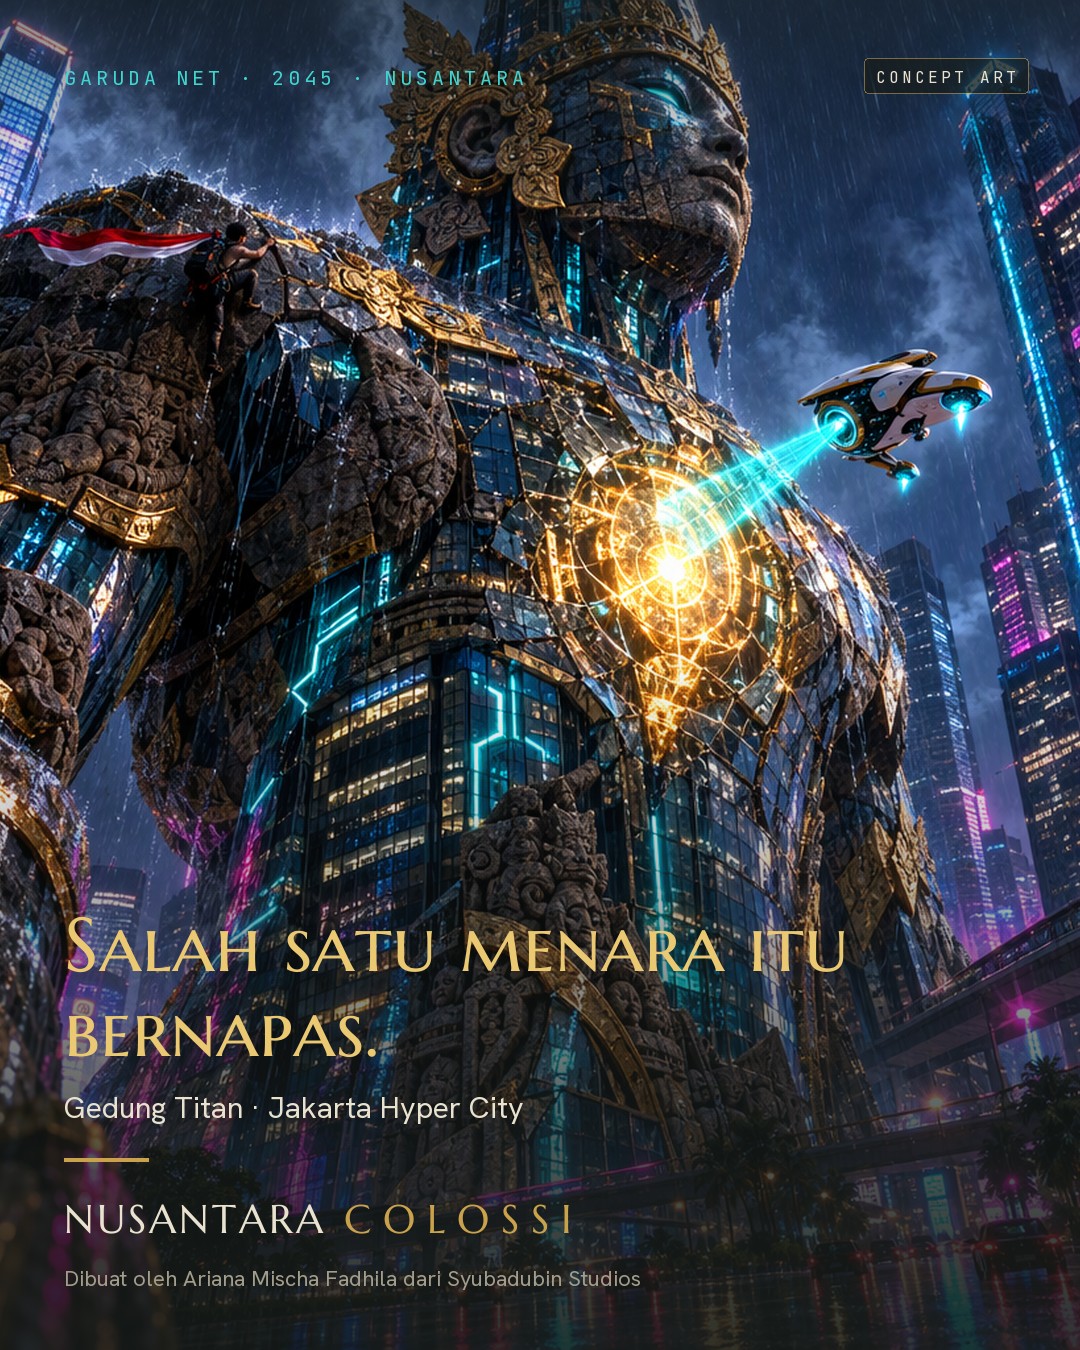 GARUDA NET · 2045 · NUSANTARA
CONCEPT ART
SALAH SATU MENARA ITU
BERNAPAS.
Gedung Titan · Jakarta Hyper City
NUSANTARA COLOSSI
Dibuat oleh Ariana Mischa Fadhila dari Syubadubin Studios